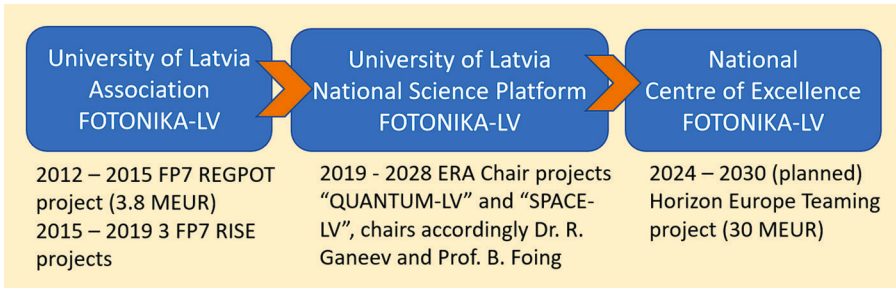 University of Latvia
Association
FOTONIKA-LV
University of Latvia
National Science Platform
FOTONIKA-LV
National
Centre of Excellence
FOTONIKA-LV
2012 – 2015 FP7 REGPOT
project (3.8 MEUR)
2015 – 2019 3 FP7 RISE
projects
2019 - 2028 ERA Chair projects
“QUANTUM-LV” and “SPACE-
LV”, chairs accordingly Dr. R.
Ganeev and Prof. B. Foing
2024 – 2030 (planned)
Horizon Europe Teaming
project (30 MEUR)